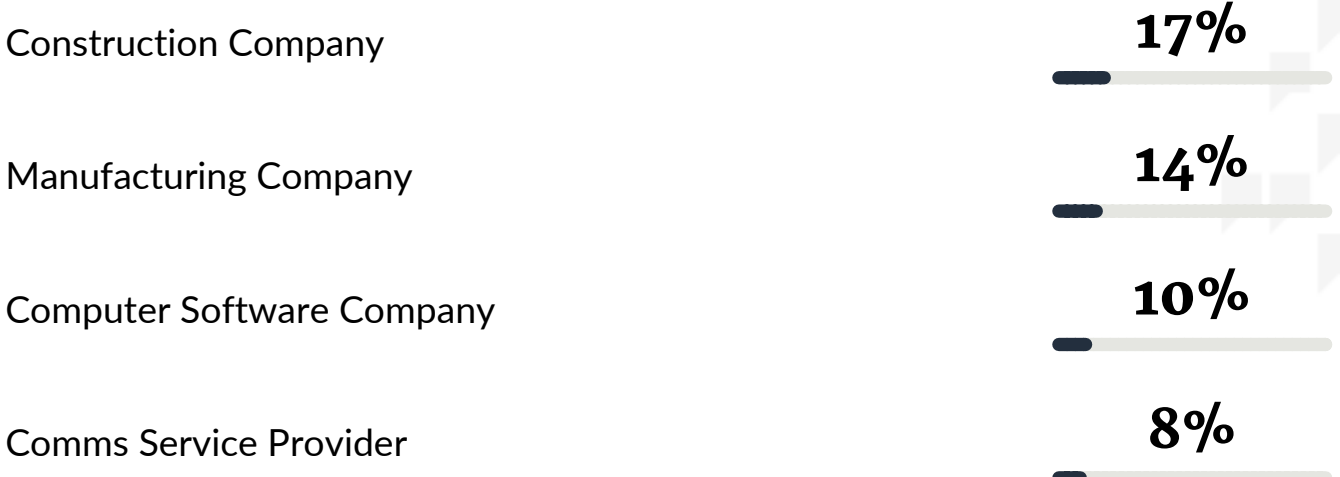 Construction Company 17%
Manufacturing Company 14%
Computer Software Company 10%
Comms Service Provider 8%